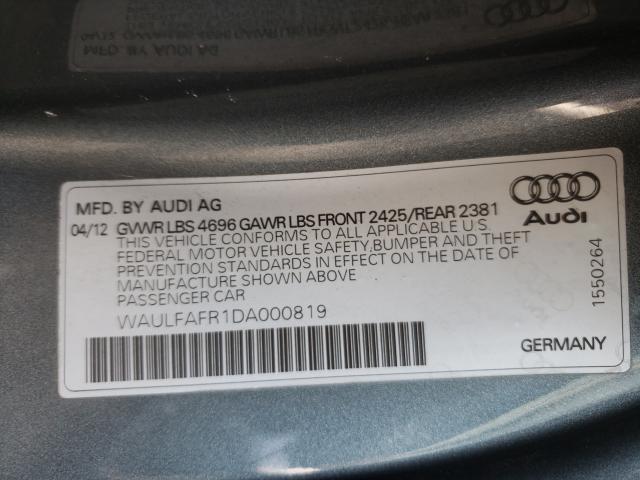 MFD. BY AUDI AG
04/12 GVWR LBS 4696 GAWR LBS FRONT 2425/REAR 2381
THIS VEHICLE CONFORMS TO ALL APPLICABLE U.S.
FEDERAL MOTOR VEHICLE SAFETY,BUMPER AND THEFT
PREVENTION STANDARDS IN EFFECT ON THE DATE OF
MANUFACTURE SHOWN ABOVE
PASSENGER CAR
WAULFAFR1DA000819
Audi
1550264
GERMANY